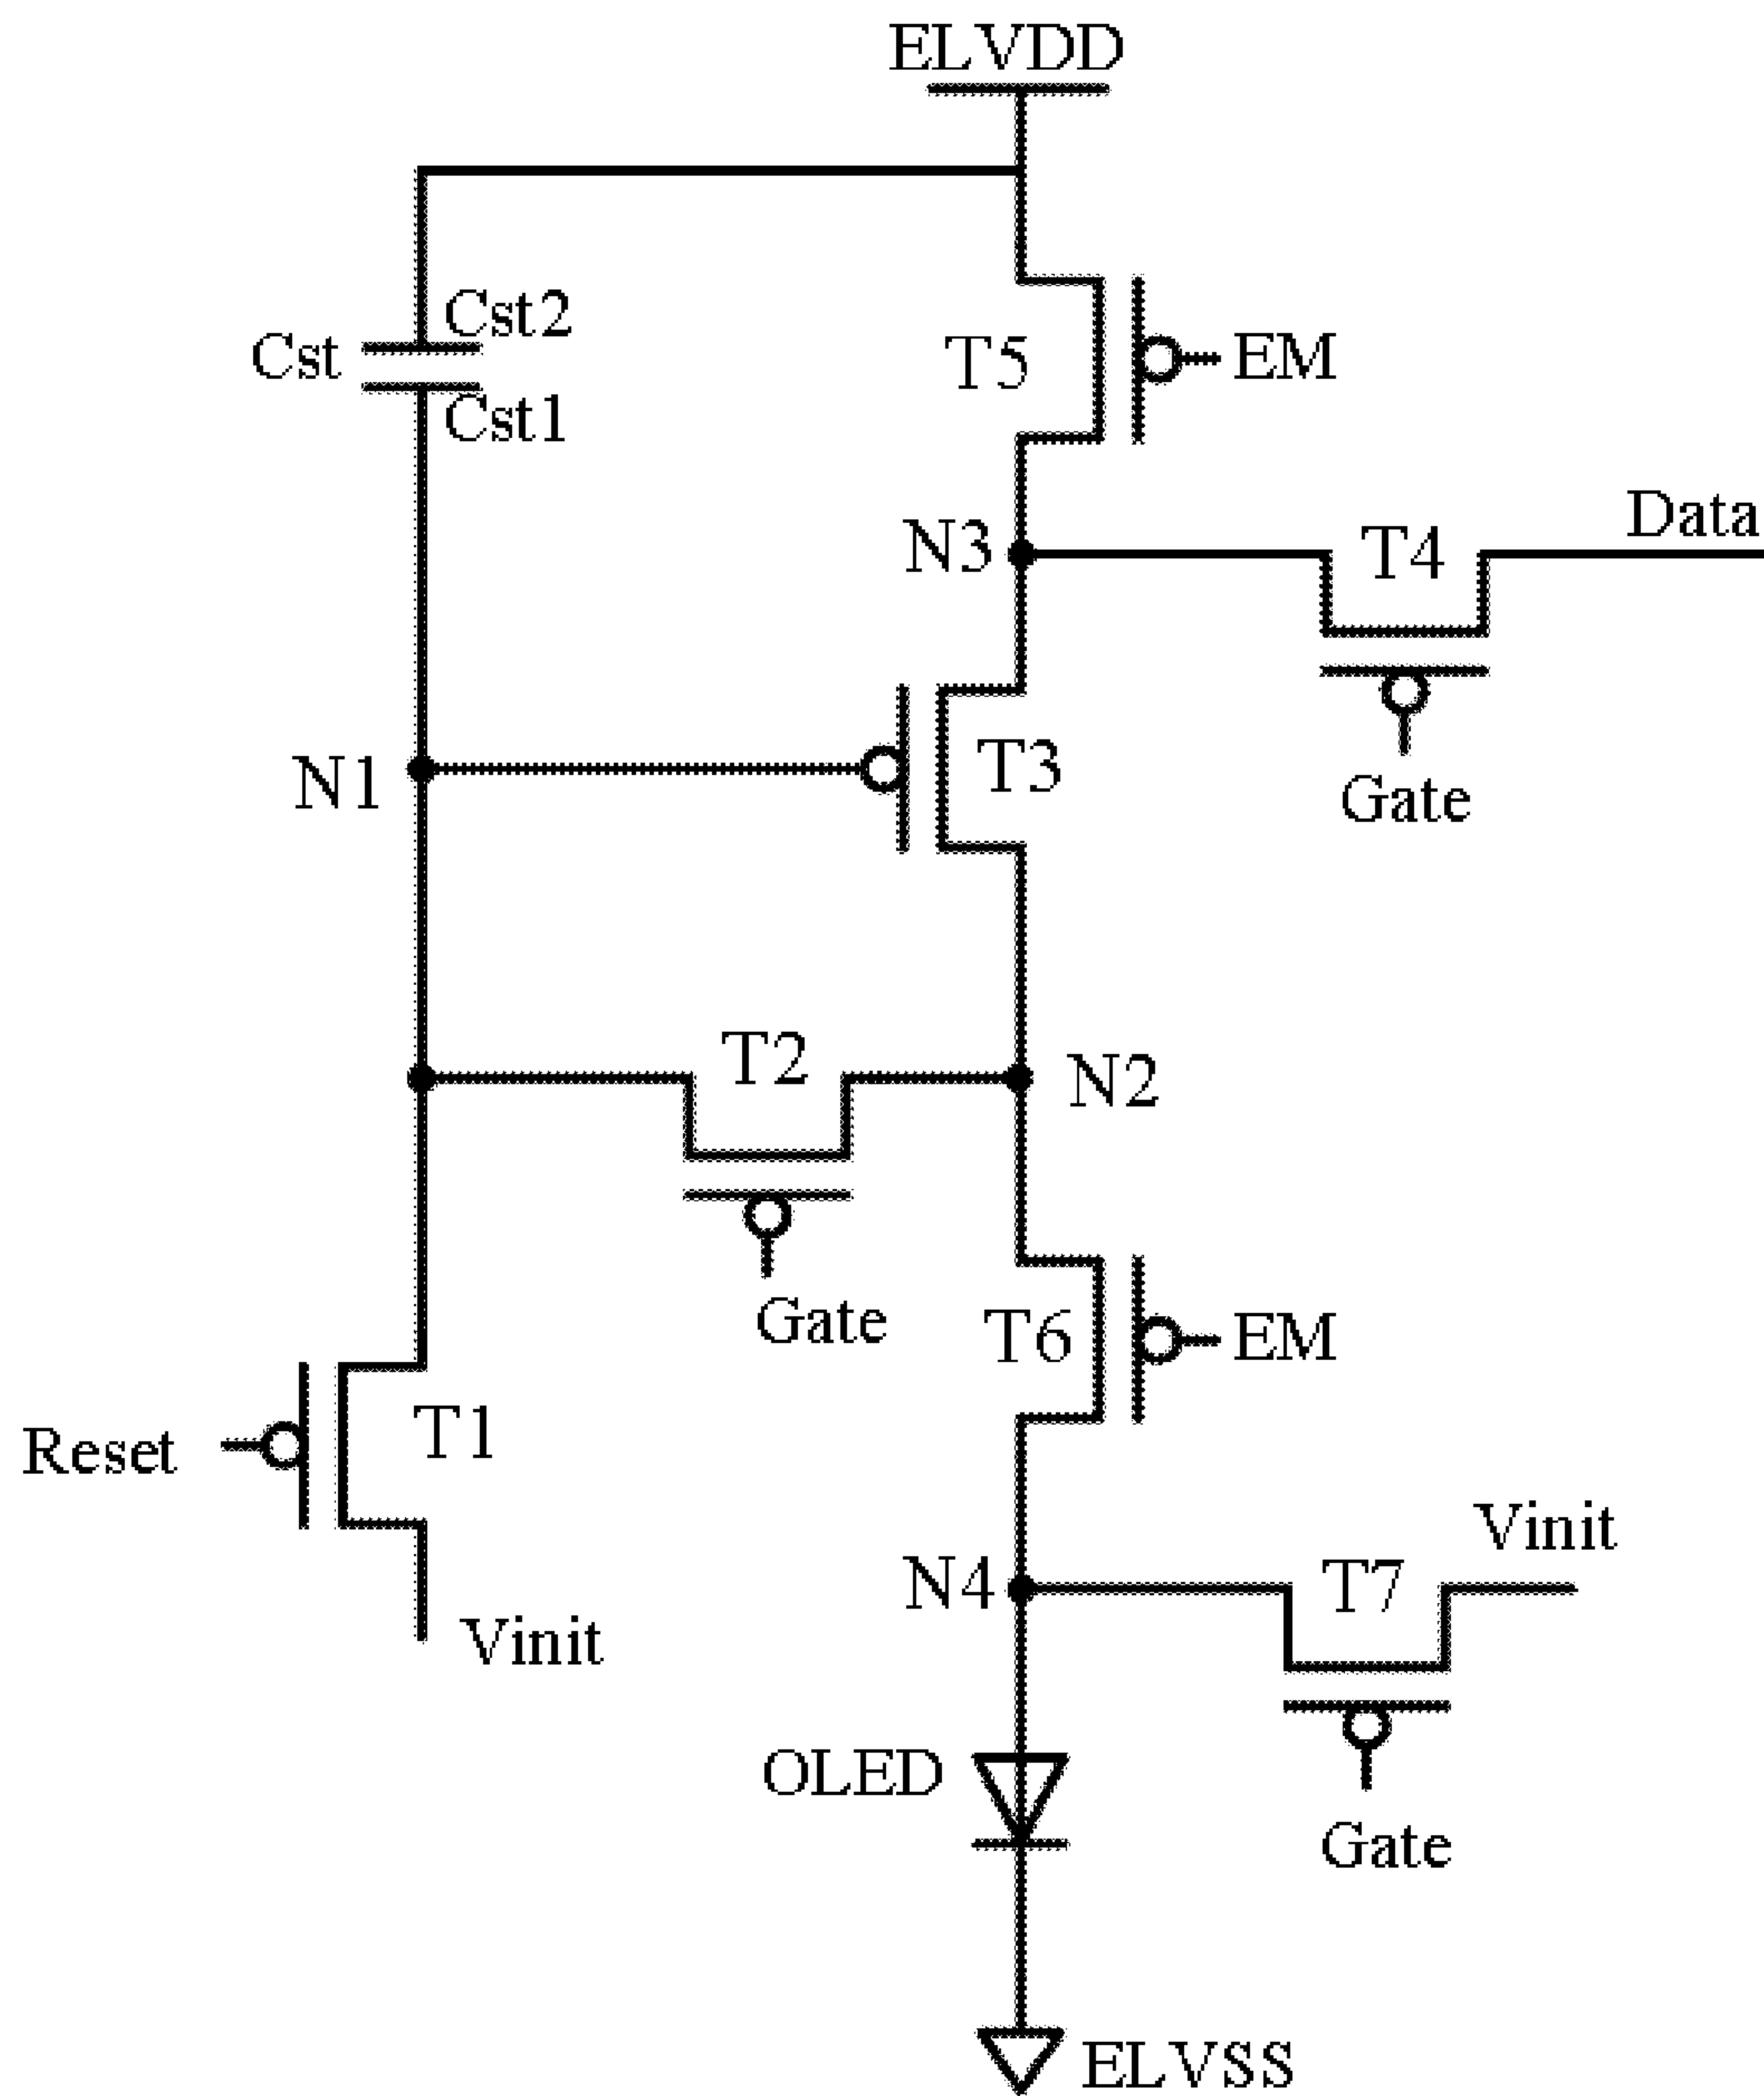 ELVDD
Cst2
Cst
Cst1
T5
EM
Data
N3
T4
N1
T3
Gate
T2
N2
Gate
T6
EM
Reset
T1
Vinit
N4
T7
Vinit
OLED
Gate
ELVSS